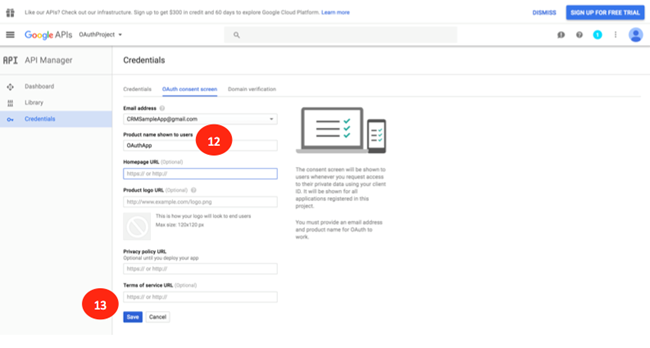 Like our APIs? Check out our infrastructure. Sign up to get $300 in credit and 60 days to explore Google Cloud Platform. Learn more
DISMISS
SIGN UP FOR FREE TRIAL
Google APIs
OAuthProject
API API Manager
Credentials
Dashboard
Library
Credentials
Credentials
OAuth consent screen
Domain verification
Email address
CRMSampleApp@gmail.com
Product name shown to users
12
OAuthApp
Homepage URL (Optional)
https:// or http://
Product logo URL (Optional)
http://www.example.com/logo.png
This is how your logo will look to end users
Max size: 120x120 px
Privacy policy URL
Optional until you deploy your app
https:// or http://
Terms of service URL (Optional)
https:// or http://
13
Save
Cancel
The consent screen will be shown to
users whenever you request access
to their private data using your client
ID. It will be shown for all
applications registered in this
project.
You must provide an email address
and product name for OAuth to
work.